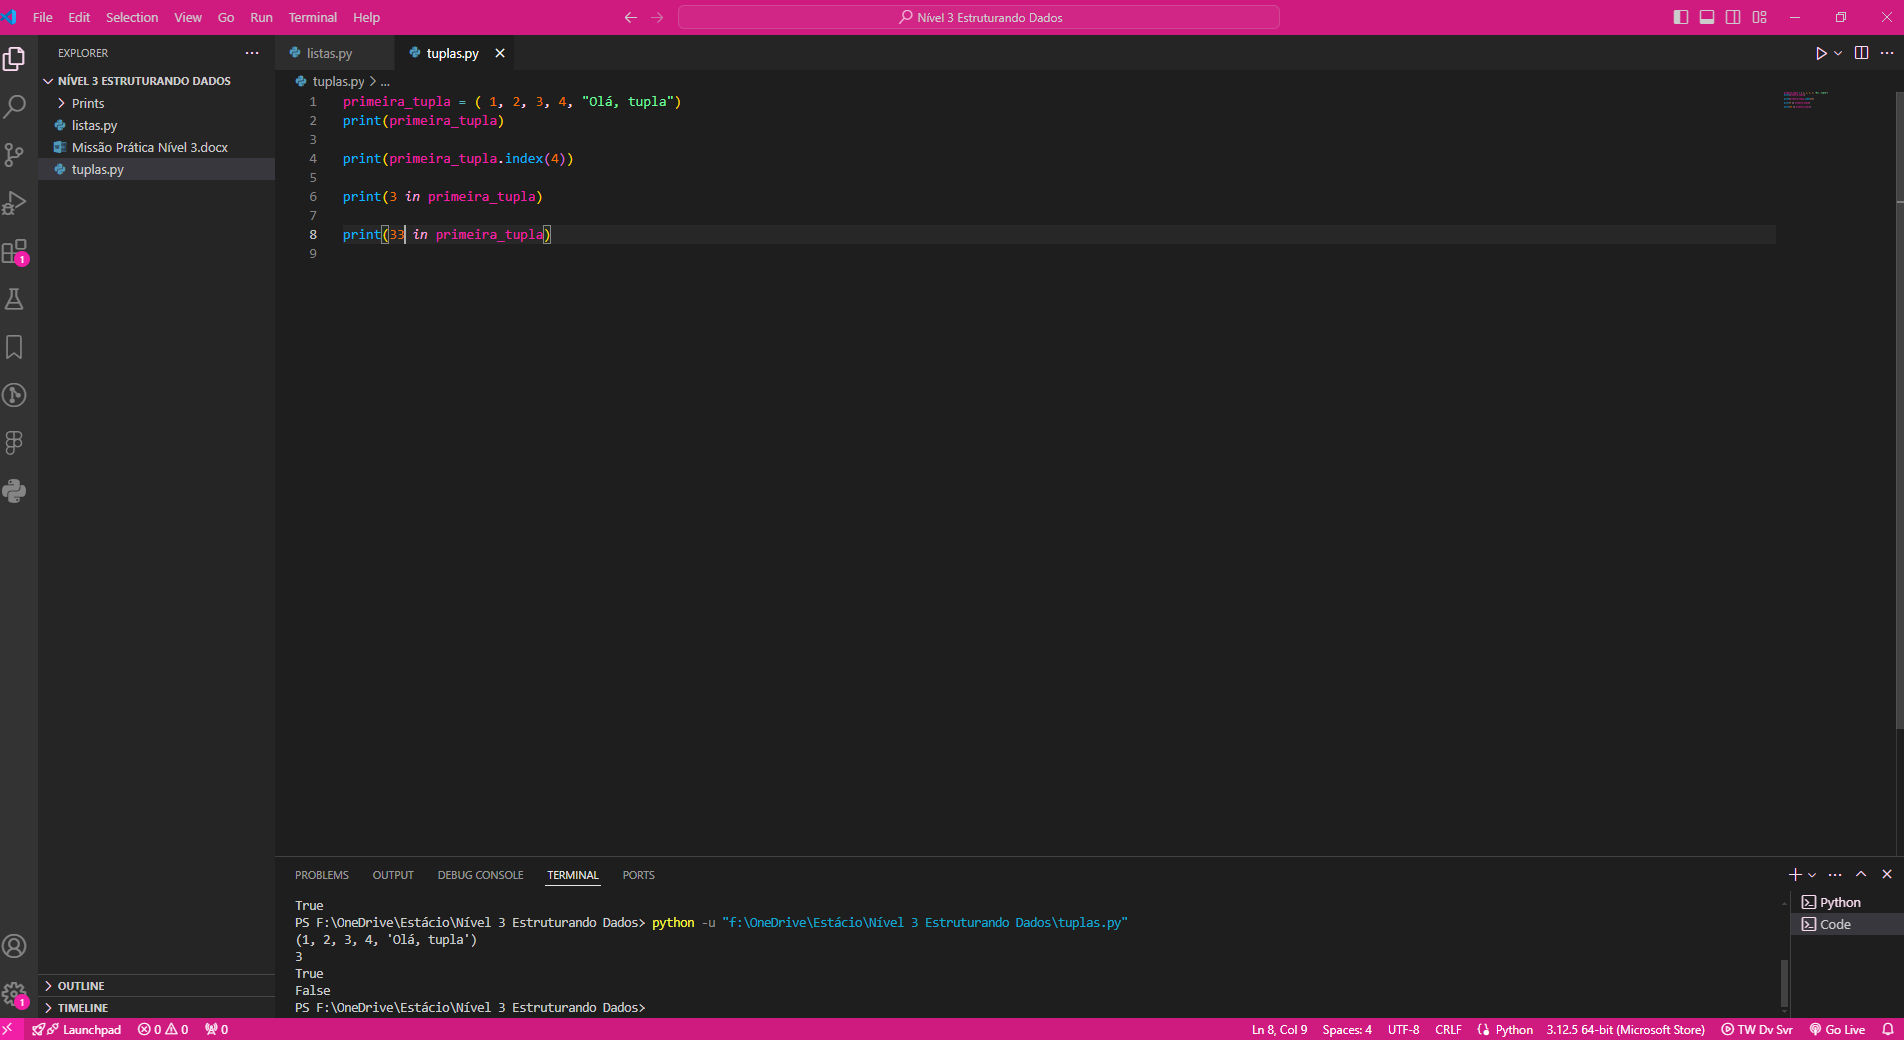 File Edit Selection View Go Run Terminal Help
Nível 3 Estruturando Dados
EXPLORER
NÍVEL 3 ESTRUTURANDO DADOS
Prints
listas.py
Missão Prática Nível 3.docx
tuplas.py
1
1
OUTLINE
TIMELINE
listas.py tuplas.py
tuplas.py > ...
1 primeira_tupla = ( 1, 2, 3, 4, "Olá, tupla")
2 print(primeira_tupla)
3
4 print(primeira_tupla.index(4))
5
6 print(3 in primeira_tupla)
7
8 print(33 in primeira_tupla)
9
PROBLEMS OUTPUT DEBUG CONSOLE TERMINAL PORTS
True
PS F:\OneDrive\Estácio\Nível 3 Estruturando Dados> python -u "f:\OneDrive\Estácio\Nível 3 Estruturando Dados\tuplas.py"
(1, 2, 3, 4, 'Olá, tupla')
3
True
False
PS F:\OneDrive\Estácio\Nível 3 Estruturando Dados>
Python
Code
Launchpad 0 0 0 Ln 8, Col 9 Spaces: 4 UTF-8 CRLF Python 3.12.5 64-bit (Microsoft Store) TW Dv Svr Go Live